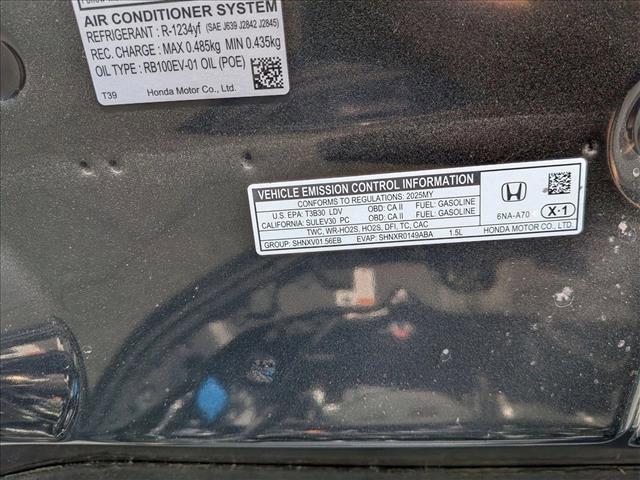 AIR CONDITIONER SYSTEM
REFRIGERANT : R-1234yf (SAE J639 J2842 J2845)
REC. CHARGE : MAX 0.485kg MIN 0.435kg
OIL TYPE : RB100EV-01 OIL (POE)
T39 Honda Motor Co., Ltd.
VEHICLE EMISSION CONTROL INFORMATION
CONFORMS TO REGULATIONS: 2025MY
U.S. EPA: T3B30 LDV OBD: CA II FUEL: GASOLINE
CALIFORNIA: SULEV30 PC OBD: CA II FUEL: GASOLINE
TWC, WR-HO2S, HO2S, DFI, TC, CAC
GROUP: SHNXV01.56EB EVAP: SHNXR0149ABA 1.5L
6NA-A70 X-1
HONDA MOTOR CO., LTD.